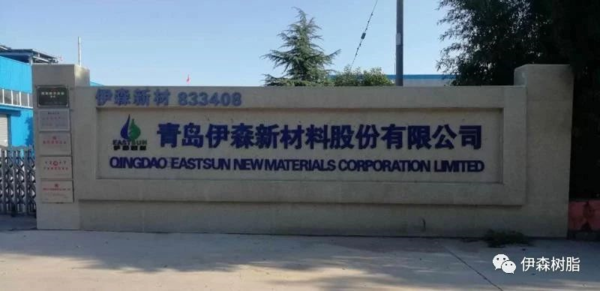 伊森新材 833408
EASTSUN
青岛伊森新材料股份有限公司
QINGDAO EASTSUN NEW MATERIALS CORPORATION LIMITED
伊森树脂